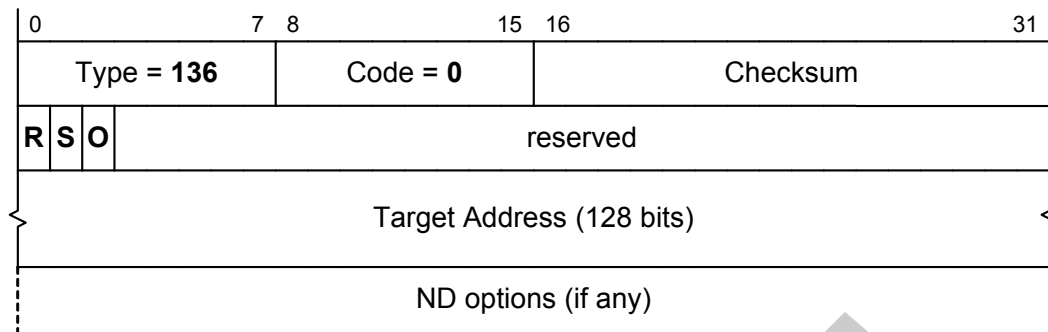 0 7 8 15 16 31
Type = 136 Code = 0 Checksum
R S O reserved
Target Address (128 bits)
ND options (if any)